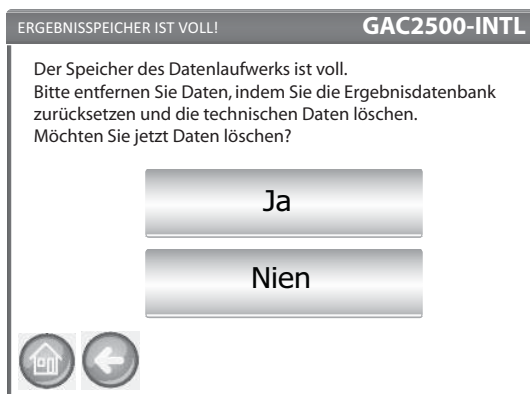 ERGEBNISSPEICHER IST VOLL! GAC2500-INTL
Der Speicher des Datenlaufwerks ist voll.
Bitte entfernen Sie Daten, indem Sie die Ergebnisdatenbank
zurücksetzen und die technischen Daten löschen.
Möchten Sie jetzt Daten löschen?
Ja
Nien